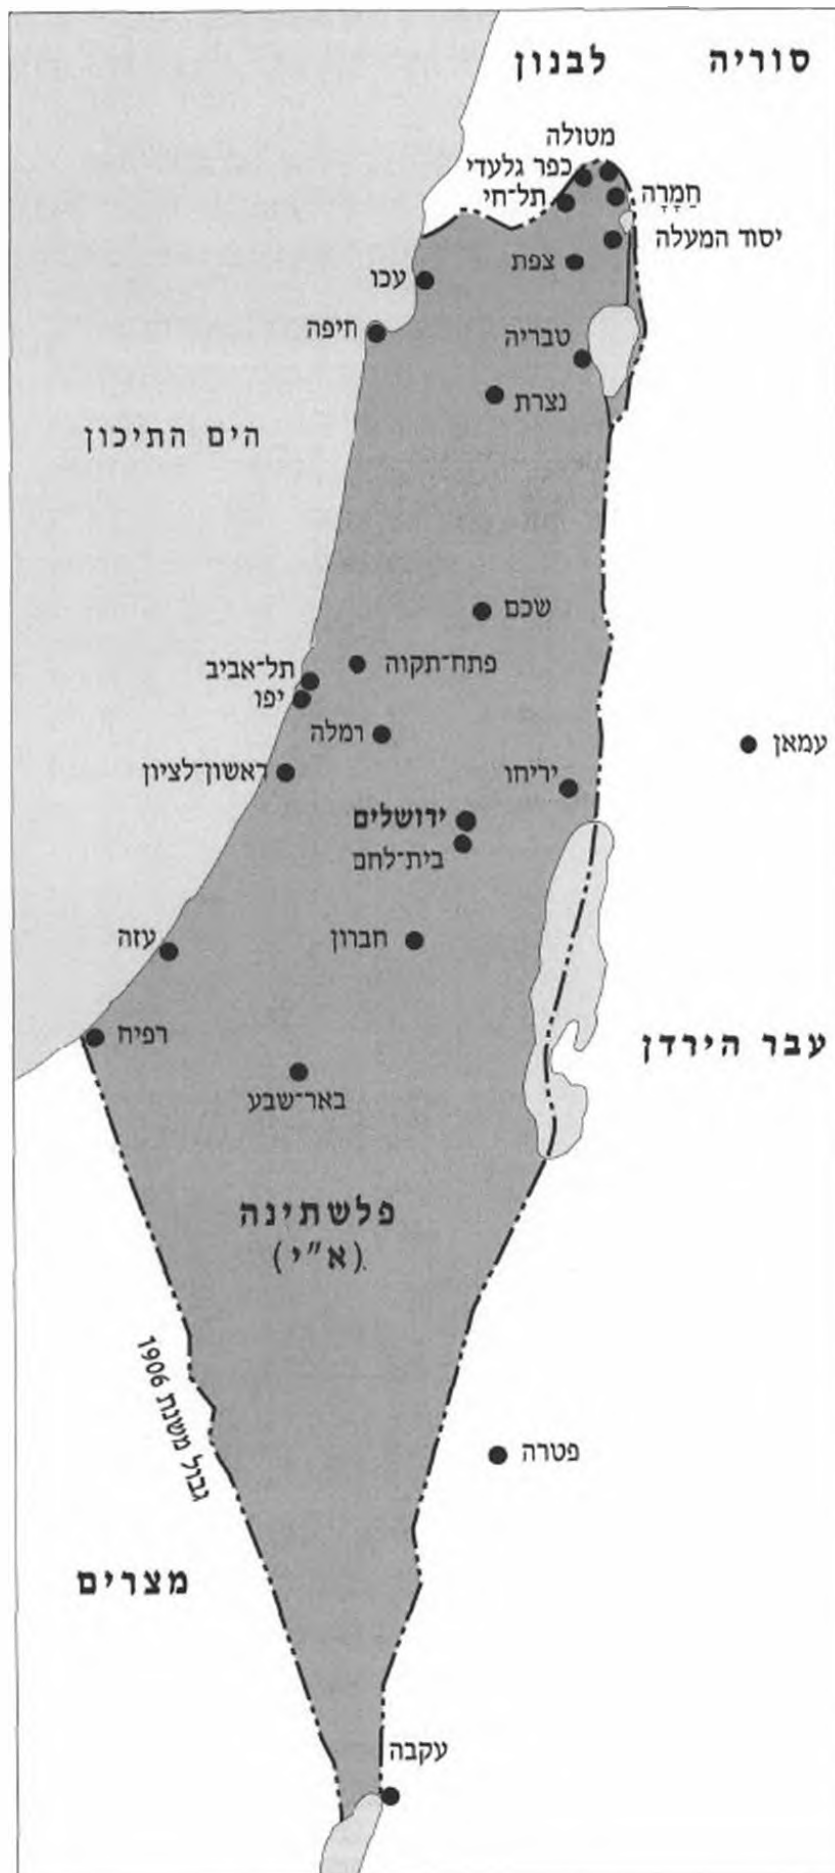 סוריה
לבנון
מטולה
כפר גלעדי
תל־חי
חַמָרָה
יסוד המעלה
צפת
עכו
חיפה
טבריה
נצרת
הים התיכון
שכם
פתח־תקוה
תל־אביב
יפו
רמלה
עמאן
ראשון־לציון
יריחו
ירושלים
בית־לחם
חברון
עזה
רפיח
עבר הירדן
באר־שבע
פלשתינה
(א"י)
גבול משנת 1906
פטרה
מצרים
עקבה